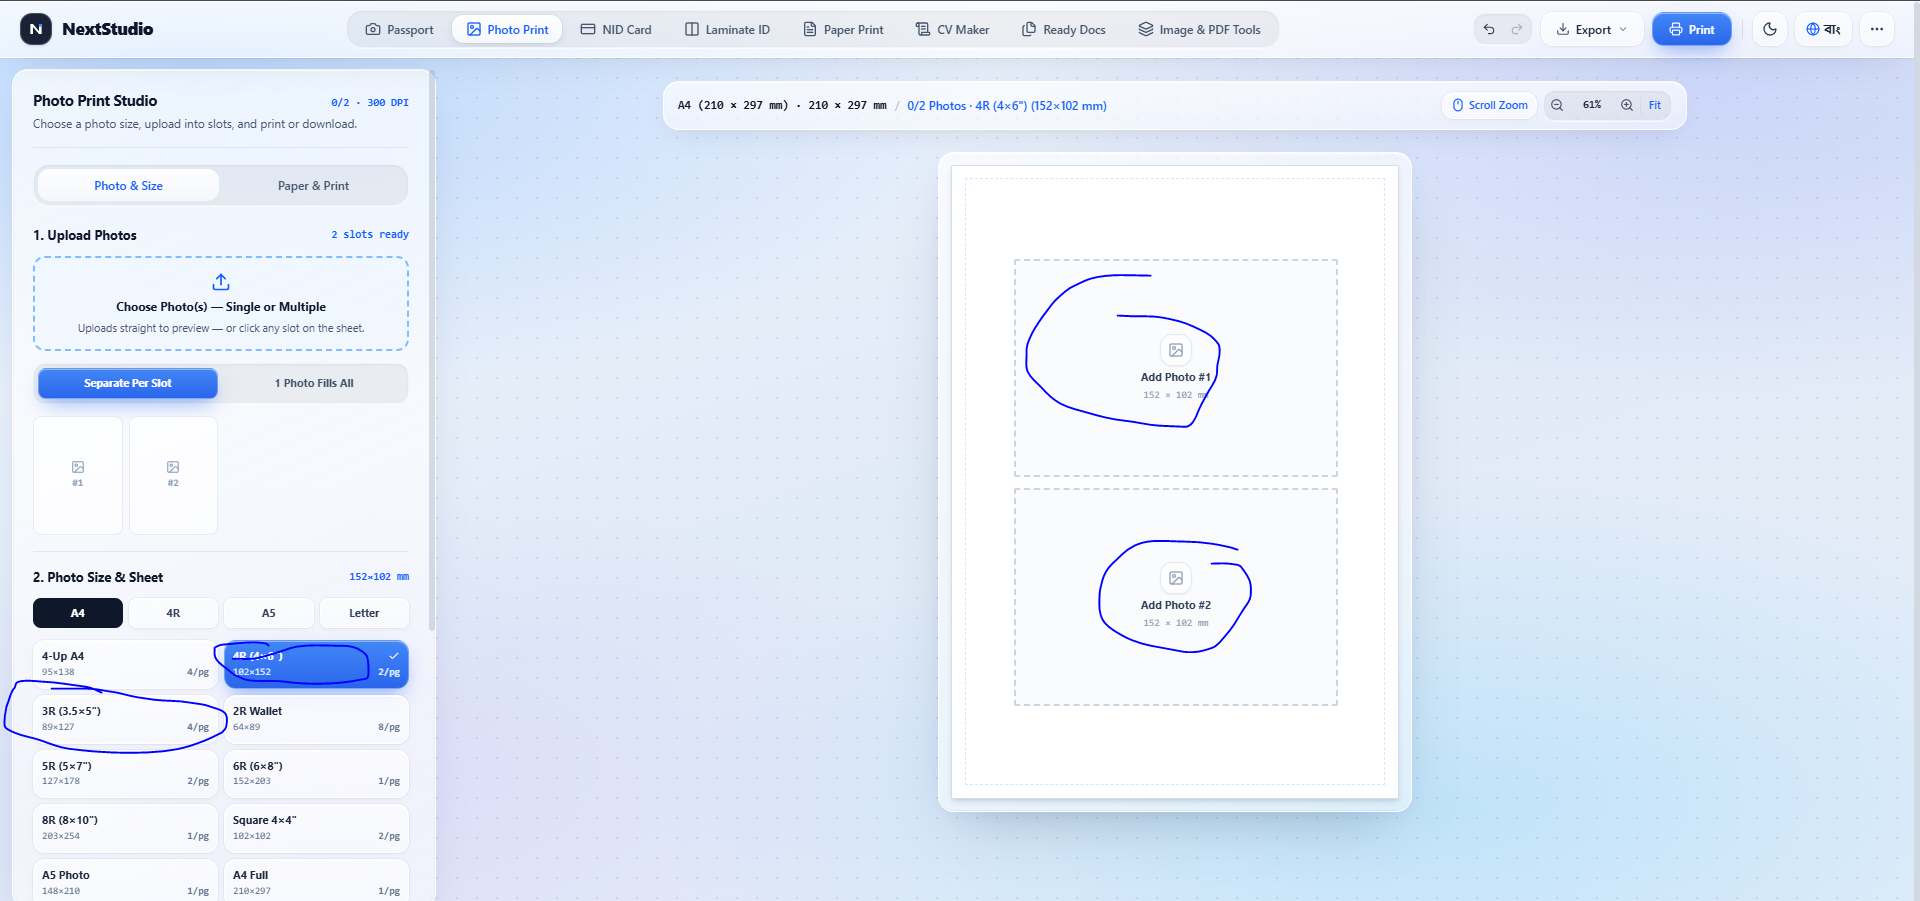 NextStudio
Passport
Photo Print
NID Card
Laminate ID
Paper Print
CV Maker
Ready Docs
Image & PDF Tools
Export
Print
বাং
Photo Print Studio
0/2 · 300 DPI
Choose a photo size, upload into slots, and print or download.
Photo & Size
Paper & Print
1. Upload Photos
2 slots ready
Choose Photo(s) — Single or Multiple
Uploads straight to preview — or click any slot on the sheet.
Separate Per Slot
1 Photo Fills All
#1
#2
2. Photo Size & Sheet
152×102 mm
A4
4R
A5
Letter
4-Up A4
95×138
4/pg
4R (4×6")
102×152
2/pg
3R (3.5×5")
89×127
4/pg
2R Wallet
64×89
8/pg
5R (5×7")
127×178
2/pg
6R (6×8")
152×203
1/pg
8R (8×10")
203×254
1/pg
Square 4×4"
102×102
2/pg
A5 Photo
148×210
1/pg
A4 Full
210×297
1/pg
A4 (210 × 297 mm) · 210 × 297 mm / 0/2 Photos · 4R (4×6") (152×102 mm)
Scroll Zoom
61%
Fit
Add Photo #1
152 × 102 mm
Add Photo #2
152 × 102 mm